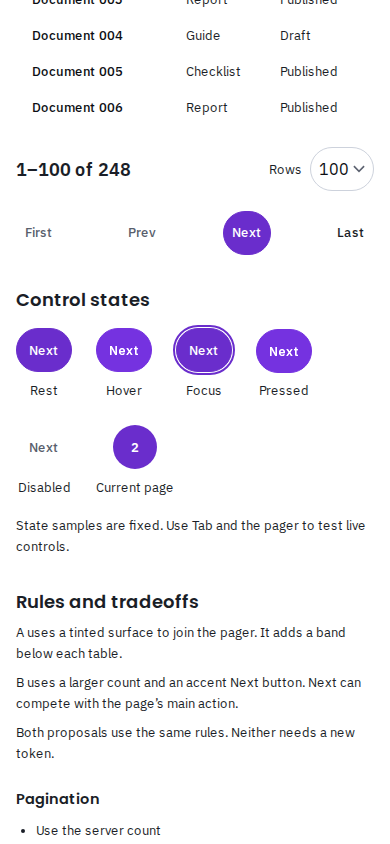 Document 003 Report Published
Document 004 Guide Draft
Document 005 Checklist Published
Document 006 Report Published
1–100 of 248 Rows 100
First Prev Next Last
Control states
Next Next Next Next
Rest Hover Focus Pressed
Next 2
Disabled Current page
State samples are fixed. Use Tab and the pager to test live
controls.
Rules and tradeoffs
A uses a tinted surface to join the pager. It adds a band
below each table.
B uses a larger count and an accent Next button. Next can
compete with the page’s main action.
Both proposals use the same rules. Neither needs a new
token.
Pagination
• Use the server count